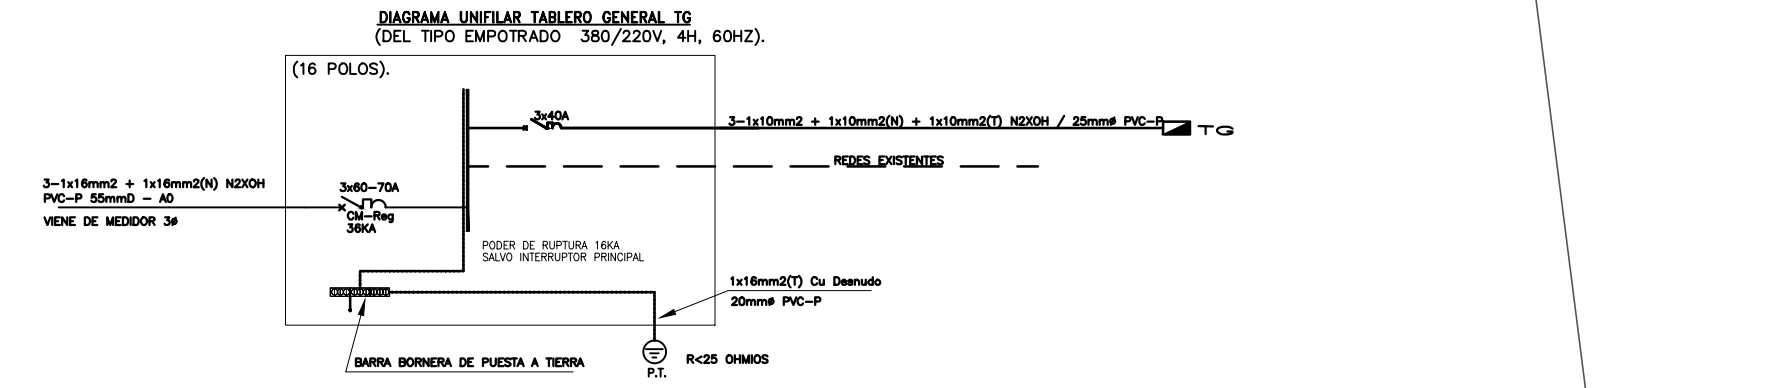 DIAGRAMA UNIFILAR TABLERO GENERAL TG
(DEL TIPO EMPOTRADO 380/220V, 4H, 60HZ).
(16 POLOS).
3x40A
3-1x10mm2 + 1x10mm2(N) + 1x10mm2(T) N2XOH / 25mmø PVC-P
TG
REDES EXISTENTES
3-1x16mm2 + 1x16mm2(N) N2XOH
PVC-P 55mmD - A0
VIENE DE MEDIDOR 3ø
3x60-70A
CM-Reg
36KA
PODER DE RUPTURA 16KA
SALVO INTERRUPTOR PRINCIPAL
1x16mm2(T) Cu Desnudo
20mmø PVC-P
BARRA BORNERA DE PUESTA A TIERRA
R<25 OHMIOS
P.T.